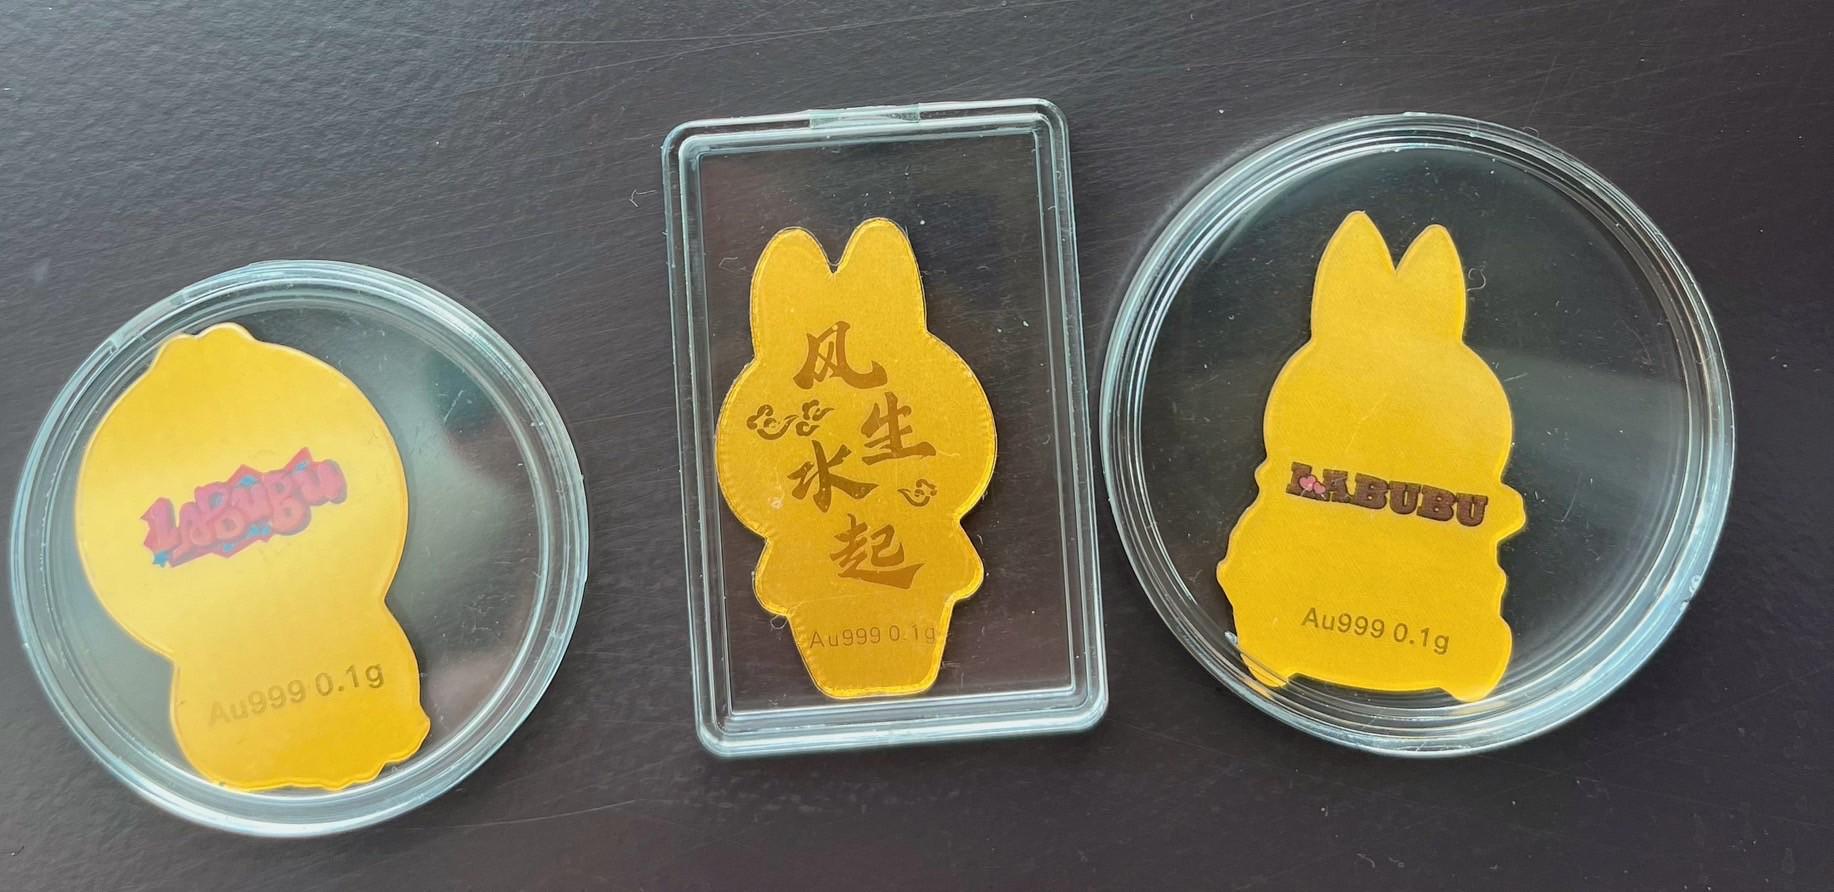 LABUBU
Au999 0.1g
风
生
水
起
Au999 0.1g
LABUBU
Au999 0.1g